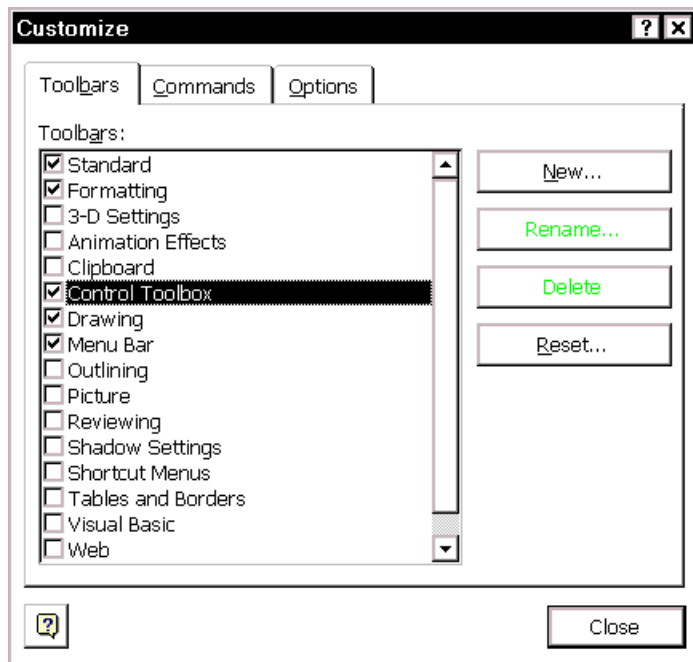 Customize
Toolbars Commands Options
Toolbars:
Standard
Formatting
3-D Settings
Animation Effects
Clipboard
Control Toolbox
Drawing
Menu Bar
Outlining
Picture
Reviewing
Shadow Settings
Shortcut Menus
Tables and Borders
Visual Basic
Web
New...
Rename...
Delete
Reset...
Close